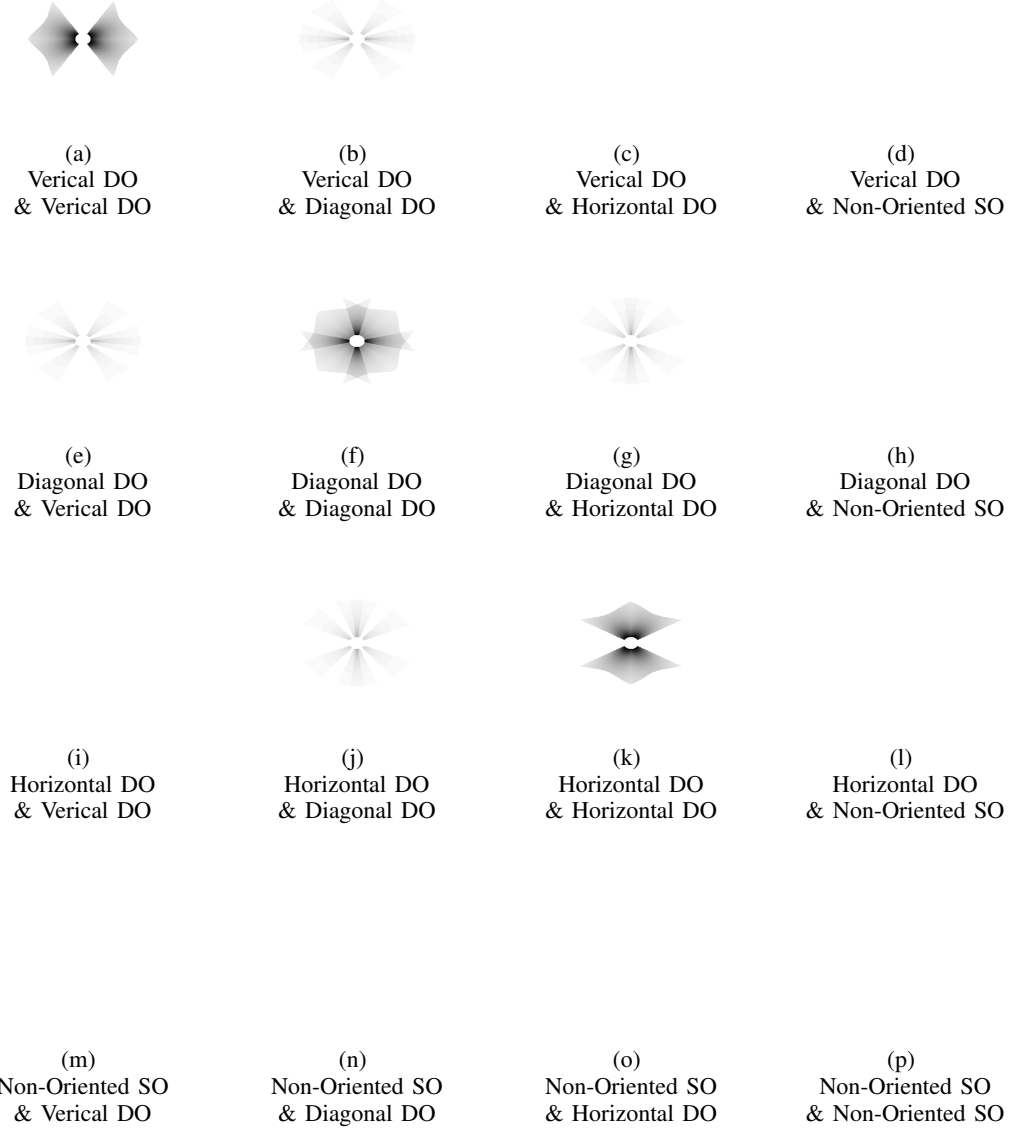 (a)
Verical DO
& Verical DO
(b)
Verical DO
& Diagonal DO
(c)
Verical DO
& Horizontal DO
(d)
Verical DO
& Non-Oriented SO
(e)
Diagonal DO
& Verical DO
(f)
Diagonal DO
& Diagonal DO
(g)
Diagonal DO
& Horizontal DO
(h)
Diagonal DO
& Non-Oriented SO
(i)
Horizontal DO
& Verical DO
(j)
Horizontal DO
& Diagonal DO
(k)
Horizontal DO
& Horizontal DO
(l)
Horizontal DO
& Non-Oriented SO
(m)
Non-Oriented SO
& Verical DO
(n)
Non-Oriented SO
& Diagonal DO
(o)
Non-Oriented SO
& Horizontal DO
(p)
Non-Oriented SO
& Non-Oriented SO